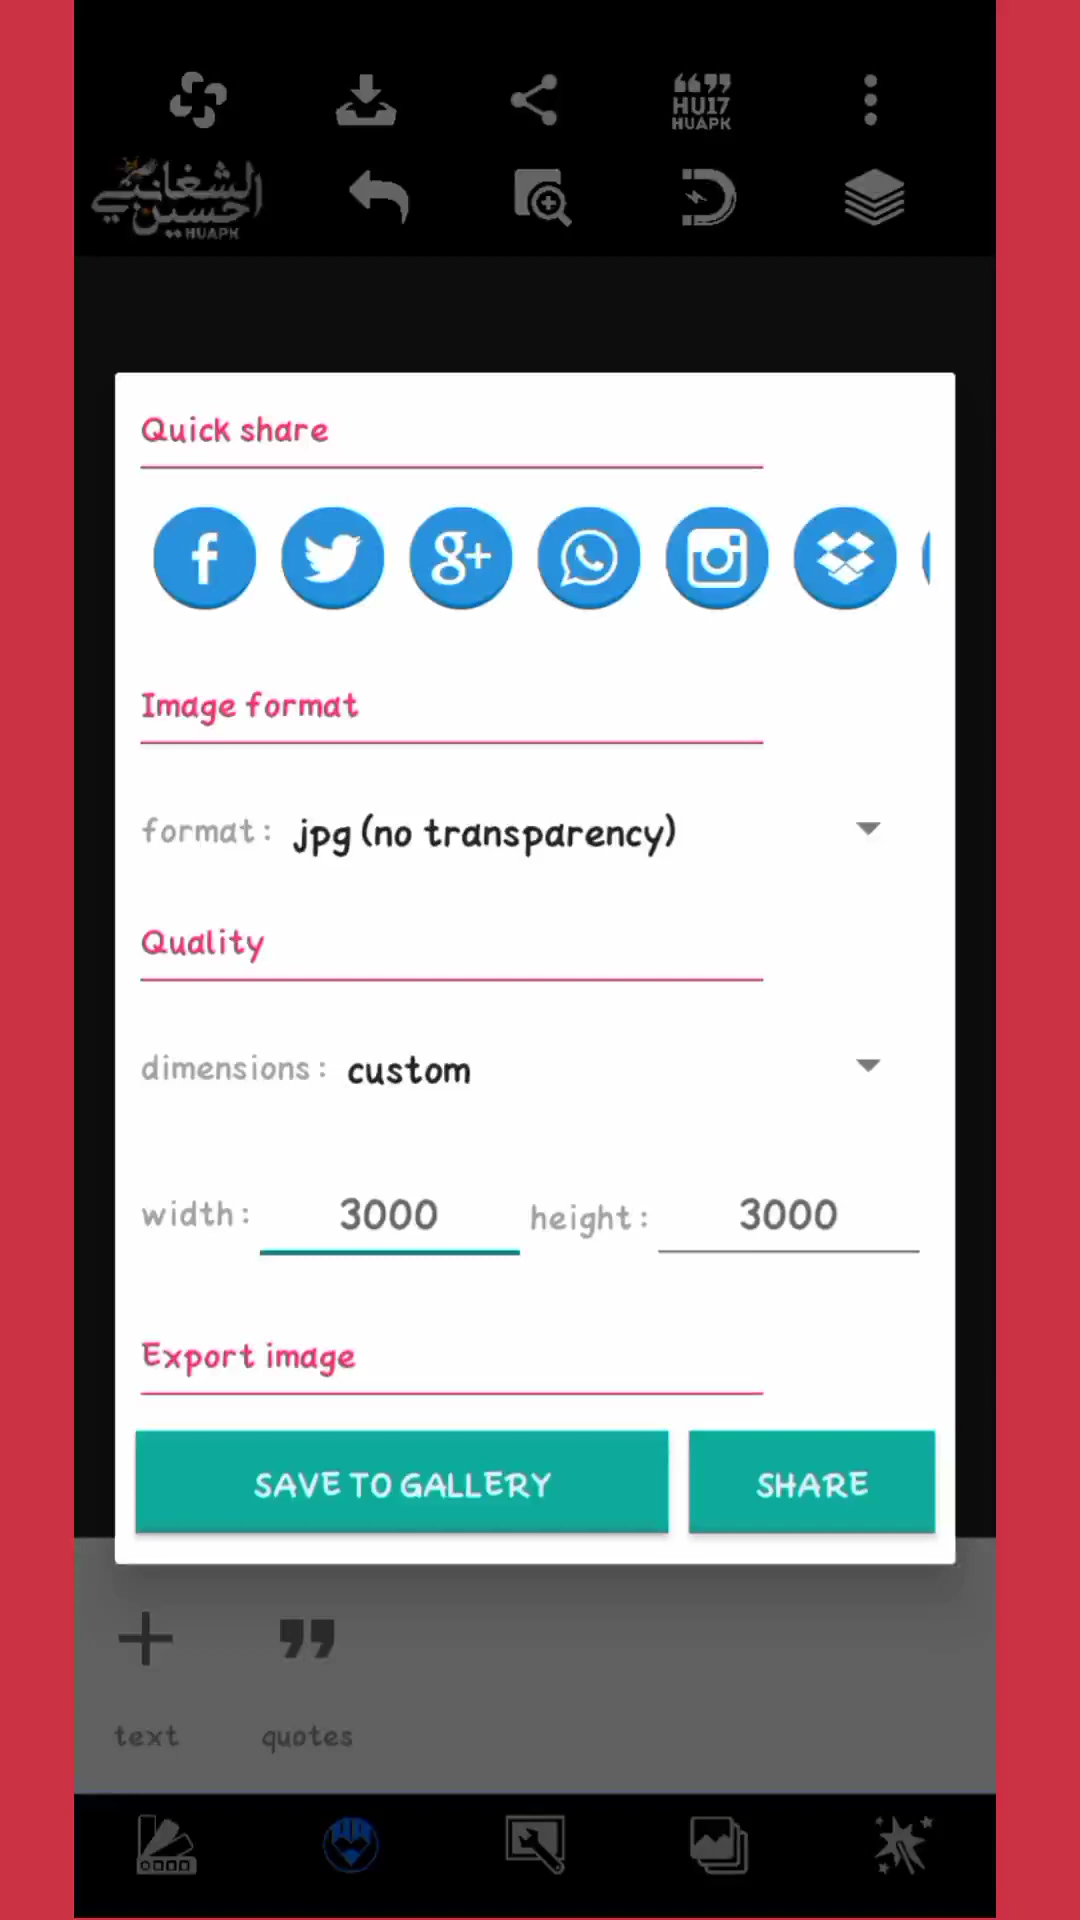 HU17
HUAPK
الشغانبي
حسين
HUAPK
Quick share
Image format
format: jpg (no transparency)
Quality
dimensions: custom
width: 3000 height: 3000
Export image
SAVE TO GALLERY SHARE
text quotes